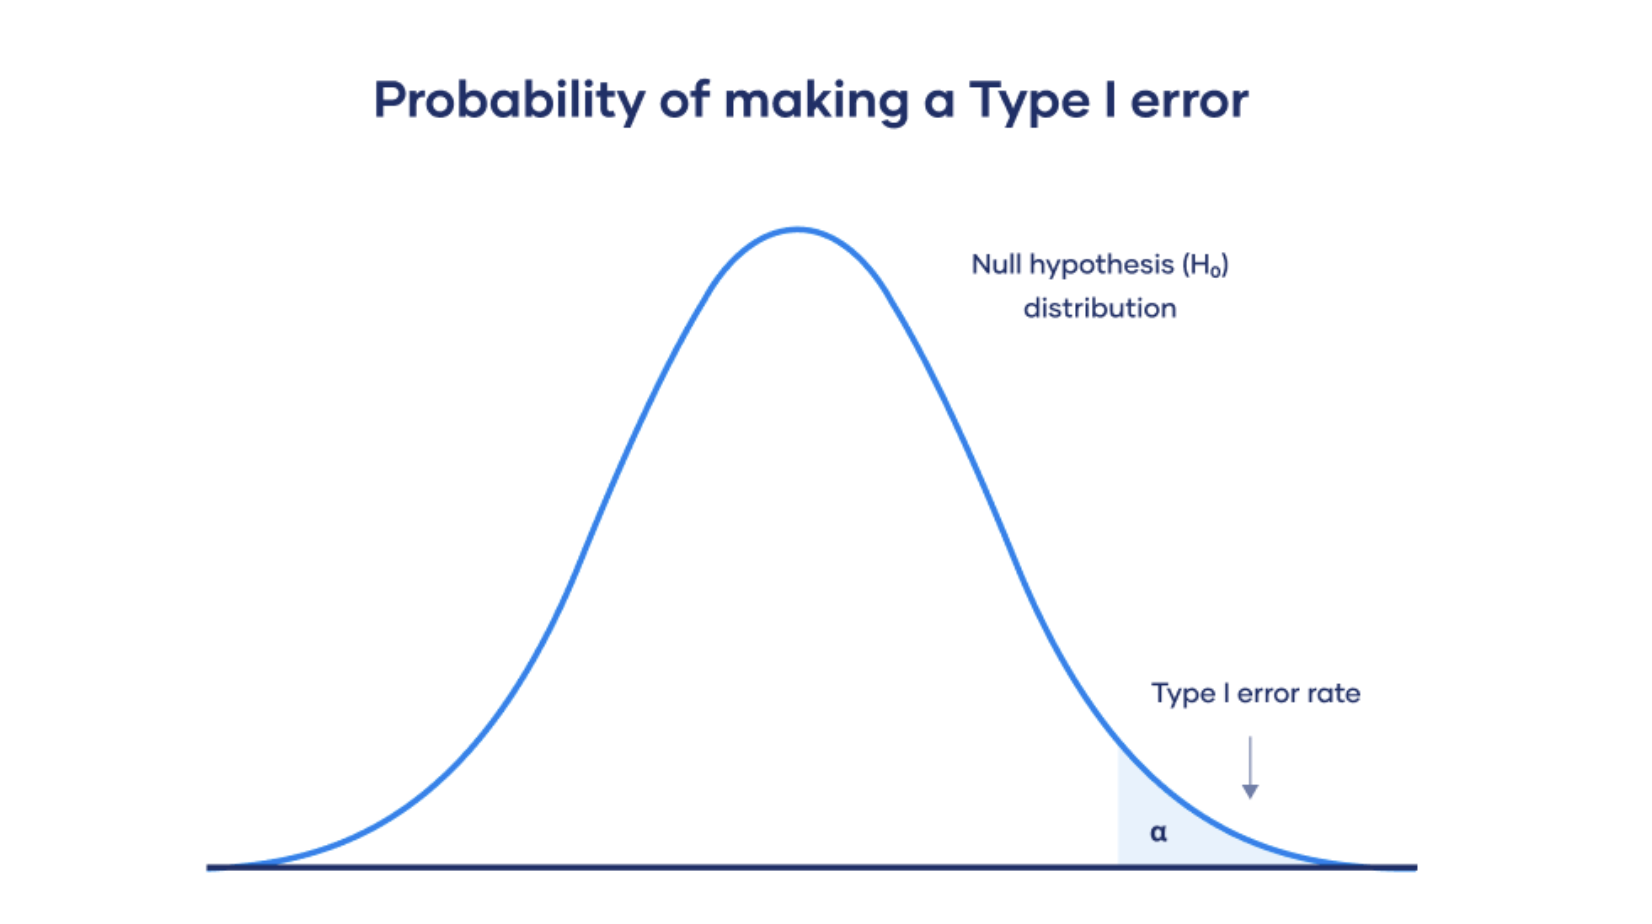 Probability of making a Type I error
Null hypothesis (H₀)
distribution
Type I error rate
α